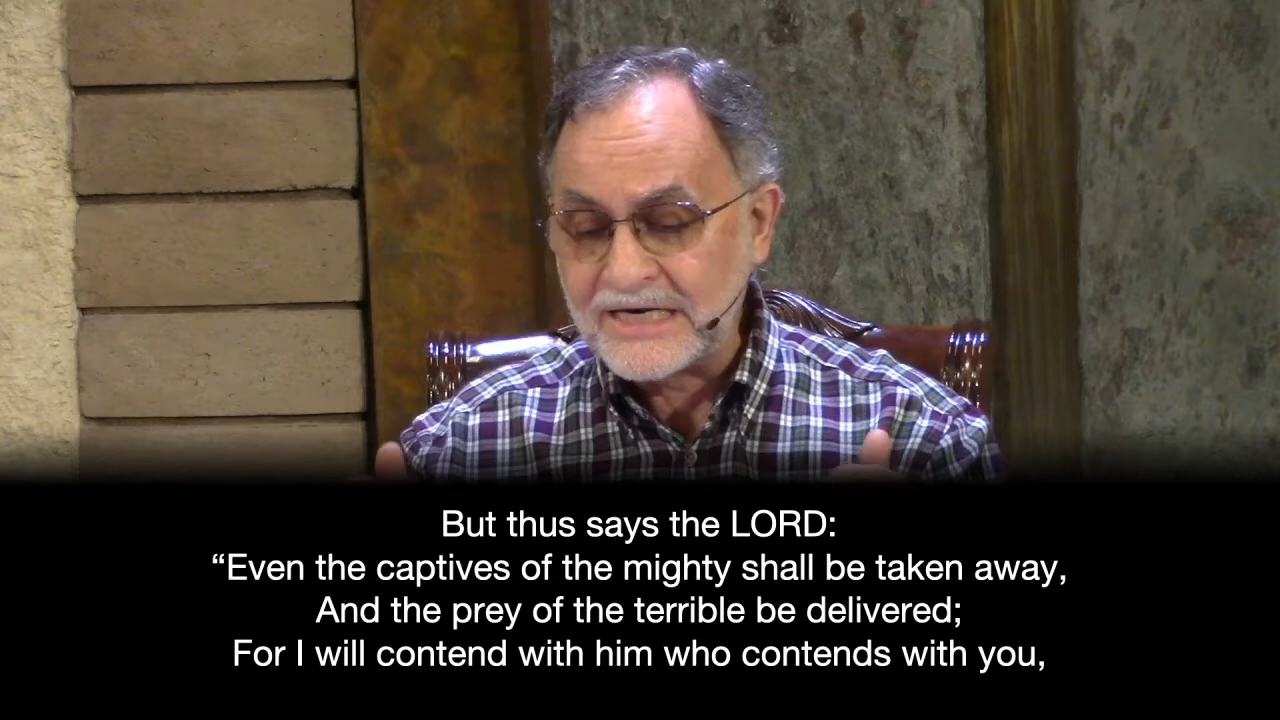 But thus says the LORD:
“Even the captives of the mighty shall be taken away,
And the prey of the terrible be delivered;
For I will contend with him who contends with you,